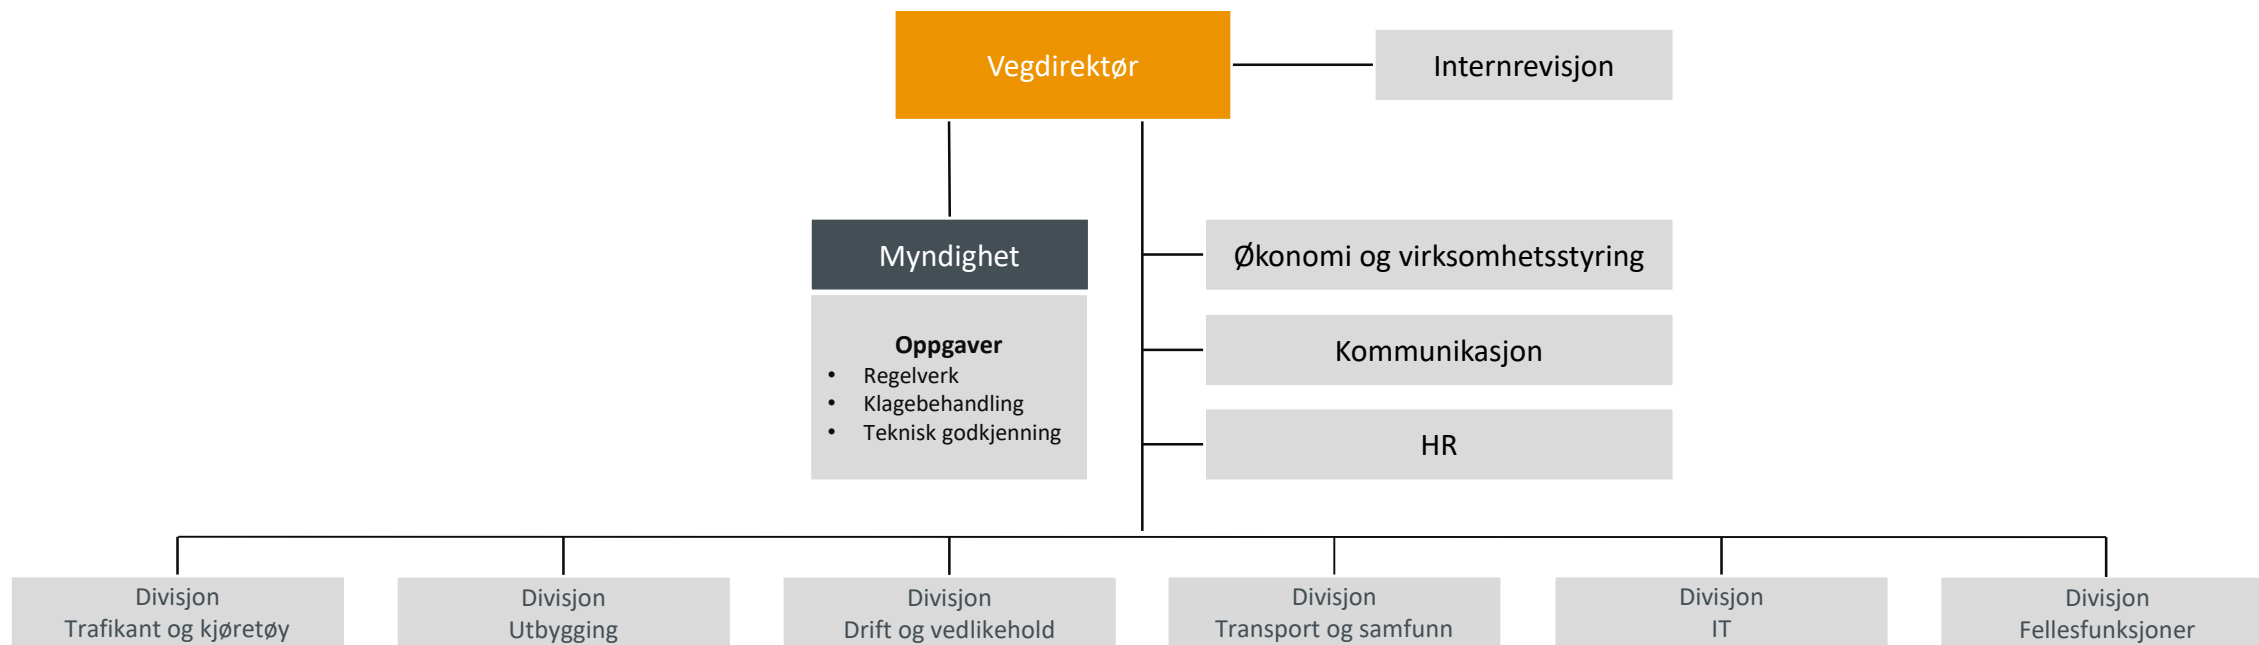 Vegdirektør
Internrevisjon
Myndighet
Oppgaver
• Regelverk
• Klagebehandling
• Teknisk godkjenning
Økonomi og virksomhetsstyring
Kommunikasjon
HR
Divisjon
Trafikant og kjøretøy
Divisjon
Utbygging
Divisjon
Drift og vedlikehold
Divisjon
Transport og samfunn
Divisjon
IT
Divisjon
Fellesfunksjoner